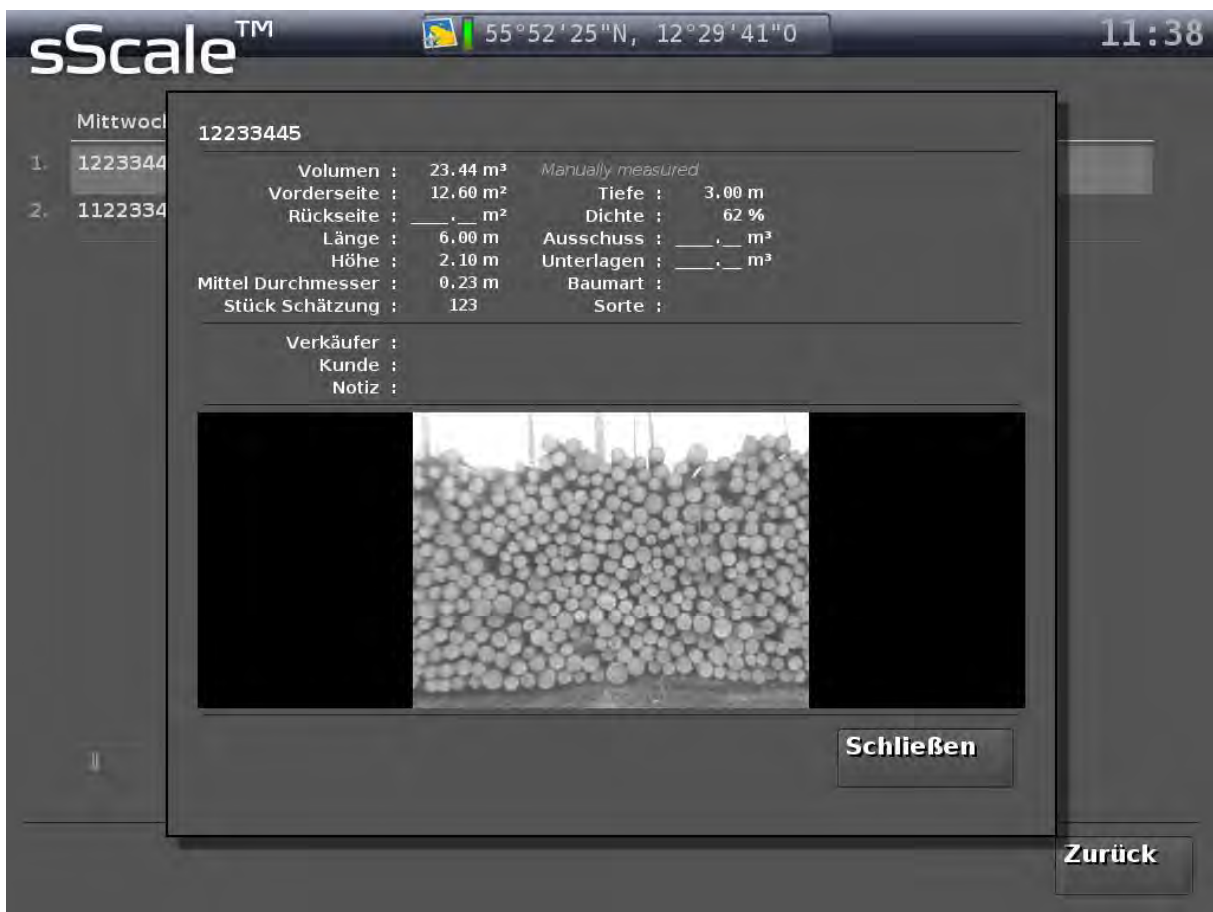 sScale™
55°52'25"N, 12°29'41"O
11:38
Mittwoch
1. 1223344
2. 1122334
12233445
Volumen : 23.44 m³ Manually measured
Vorderseite : 12.60 m² Tiefe : 3.00 m
Rückseite : ___.__ m² Dichte : 62 %
Länge : 6.00 m Ausschuss : ___.__ m³
Höhe : 2.10 m Unterlagen : ___.__ m³
Mittel Durchmesser : 0.23 m Baumart :
Stück Schätzung : 123 Sorte :
Verkäufer :
Kunde :
Notiz :
Schließen
Zurück